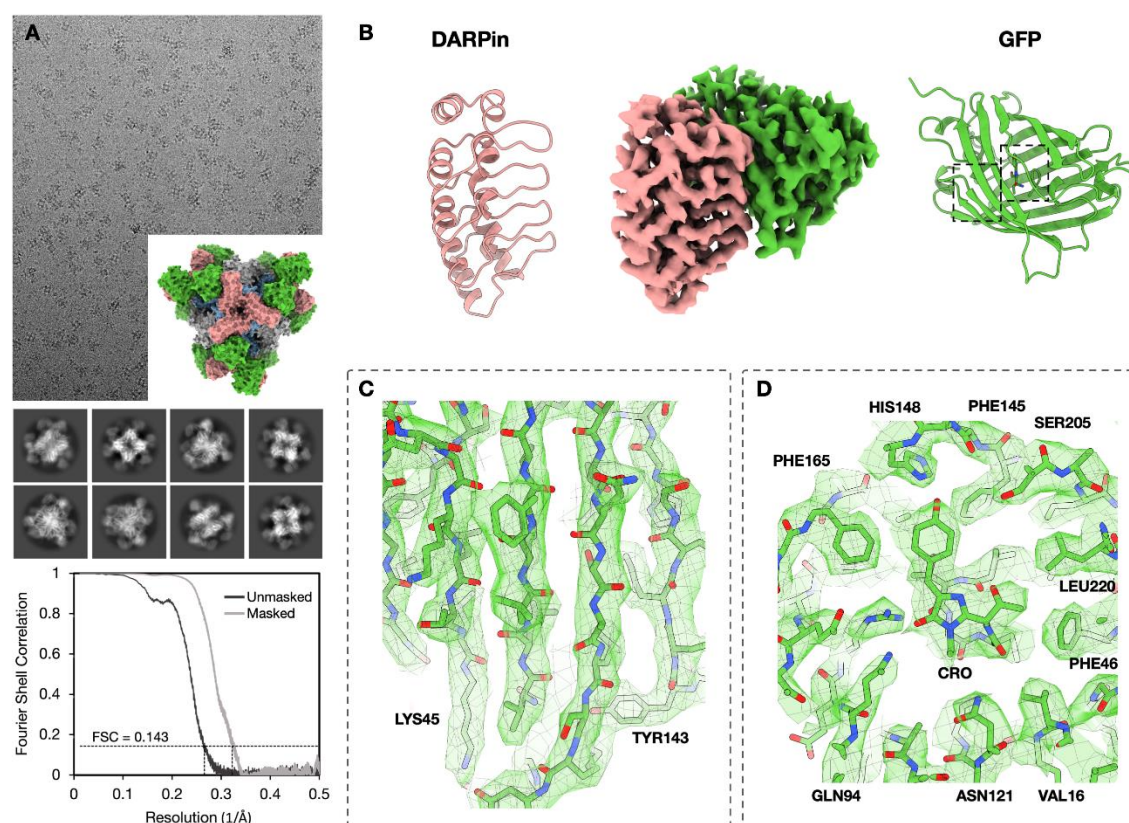 A
B
DARPin
GFP
1
0.8
0.6
0.4
0.2
0
Fourier Shell Correlation
Unmasked
Masked
FSC = 0.143
0
0.1
0.2
0.3
0.4
0.5
Resolution (1/Å)
C
LYS45
TYR143
D
HIS148
PHE145
SER205
PHE165
LEU220
CRO
PHE46
GLN94
ASN121
VAL16